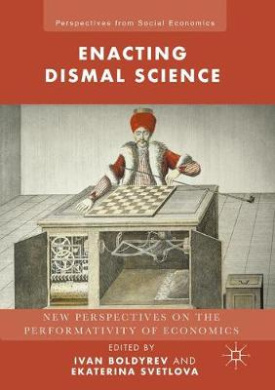 Perspectives from Social Economics
ENACTING
DISMAL SCIENCE
NEW PERSPECTIVES ON THE
PERFORMATIVITY OF ECONOMICS
EDITED BY
IVAN BOLDYREV AND
EKATERINA SVETLOVA